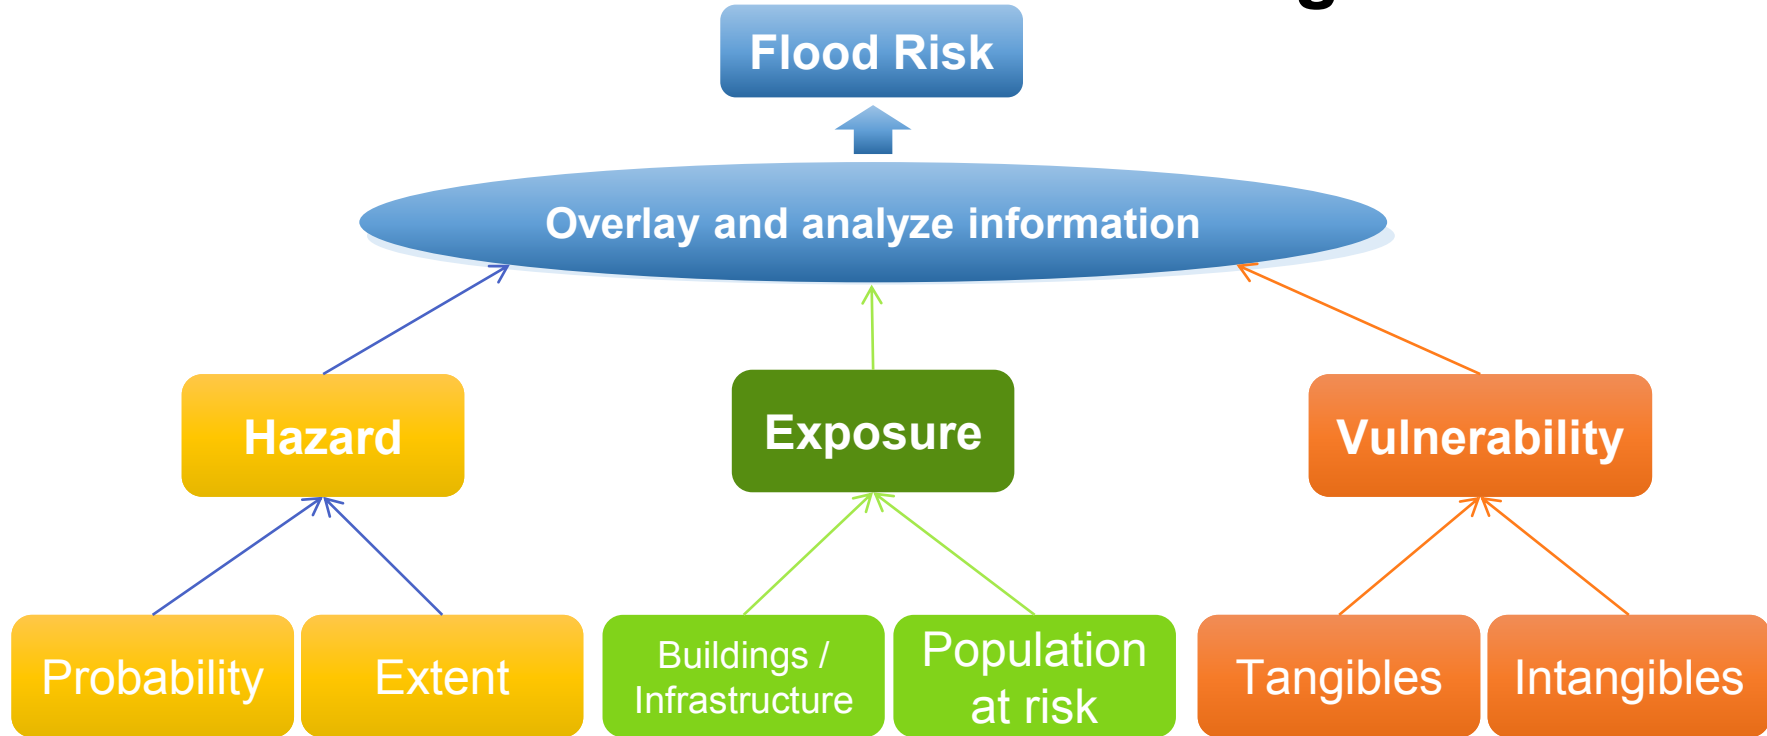 Flood Risk
Overlay and analyze information
Hazard
Exposure
Vulnerability
Probability
Extent
Buildings /
Infrastructure
Population
at risk
Tangibles
Intangibles